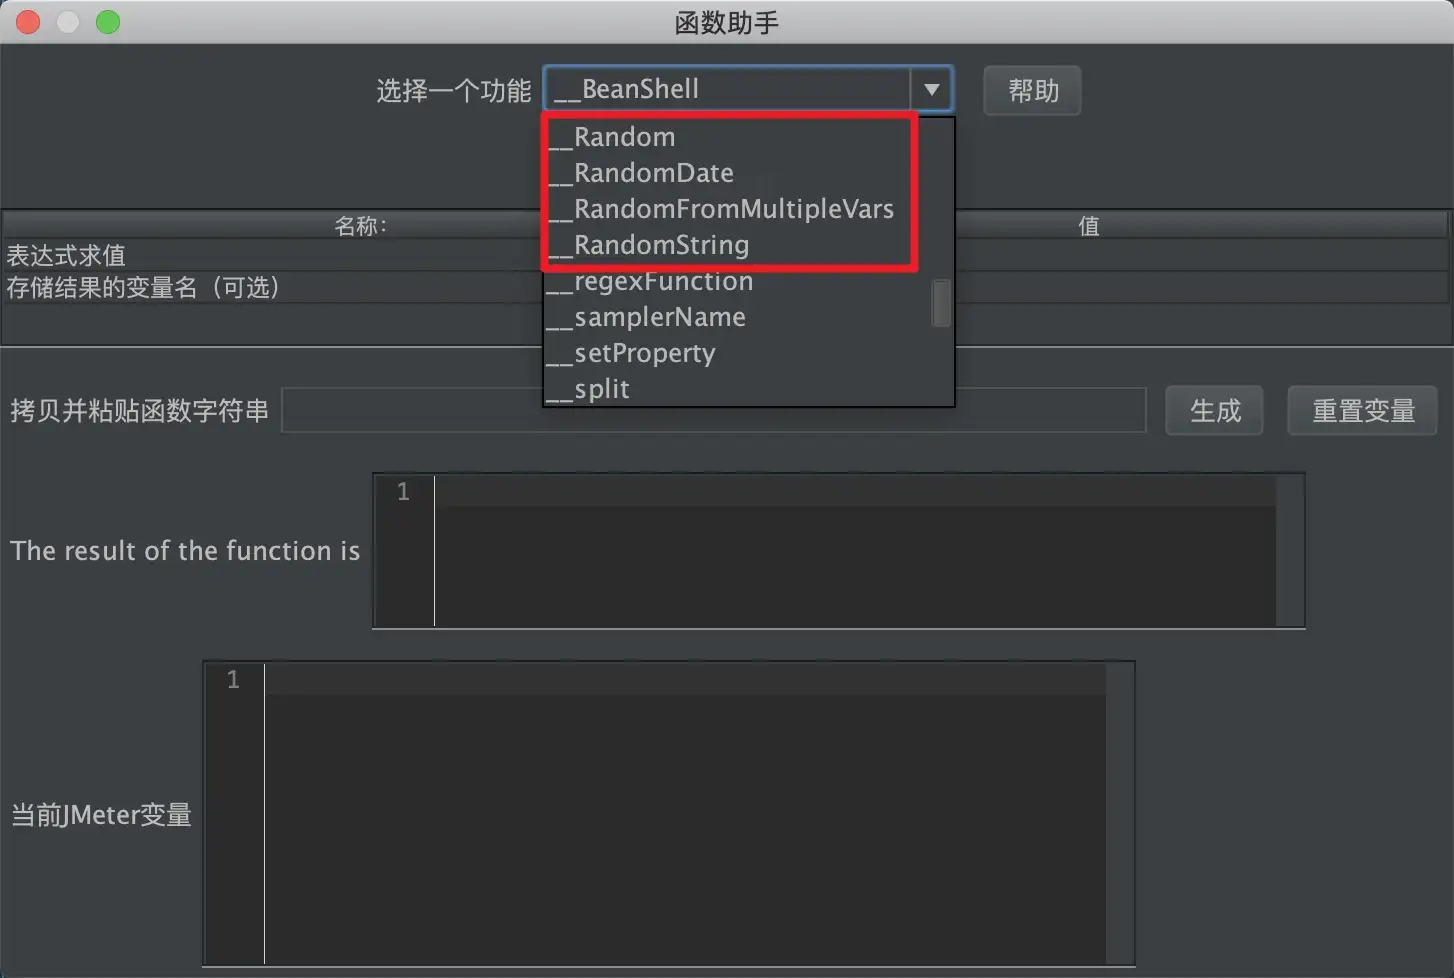 函数助手
选择一个功能 __BeanShell 帮助
__Random
__RandomDate
__RandomFromMultipleVars
__RandomString
__regexFunction
__samplerName
__setProperty
__split
名称: 值
表达式求值
存储结果的变量名（可选）
拷贝并粘贴函数字符串 生成 重置变量
The result of the function is 1
当前JMeter变量 1